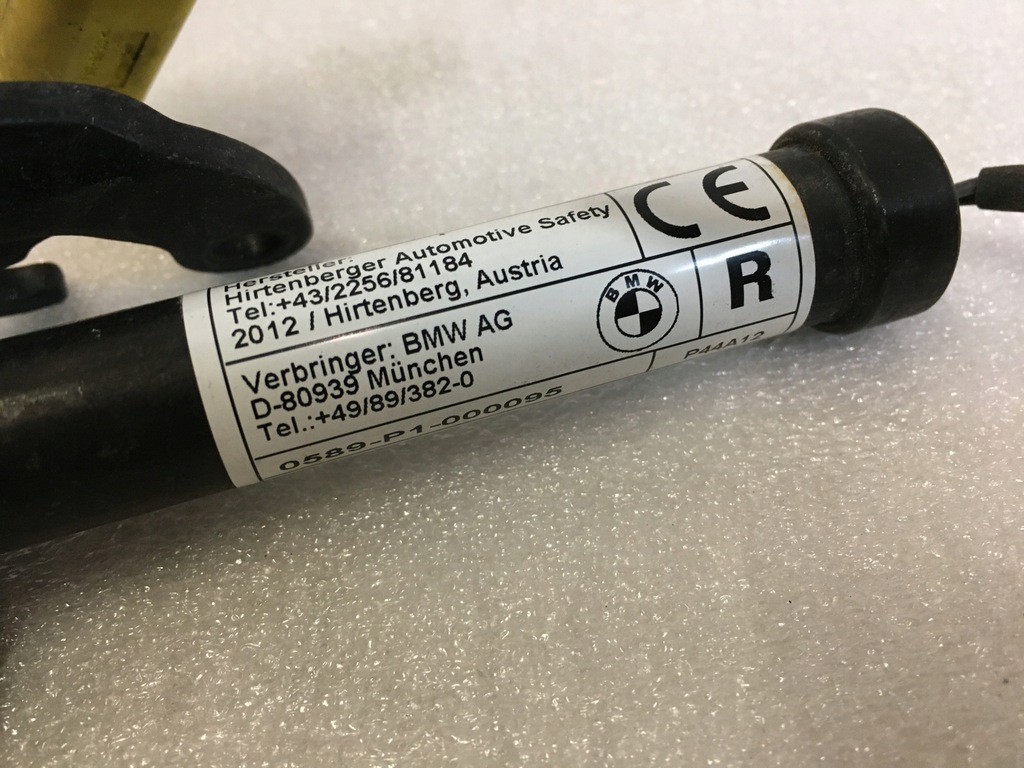 Hersteller:
Hirtenberger Automotive Safety
Tel:+43/2256/81184
2012 / Hirtenberg, Austria
CE
Verbringer: BMW AG
D-80939 München
Tel.:+49/89/382-0
BMW
R
0589-P1-000095
P44A12